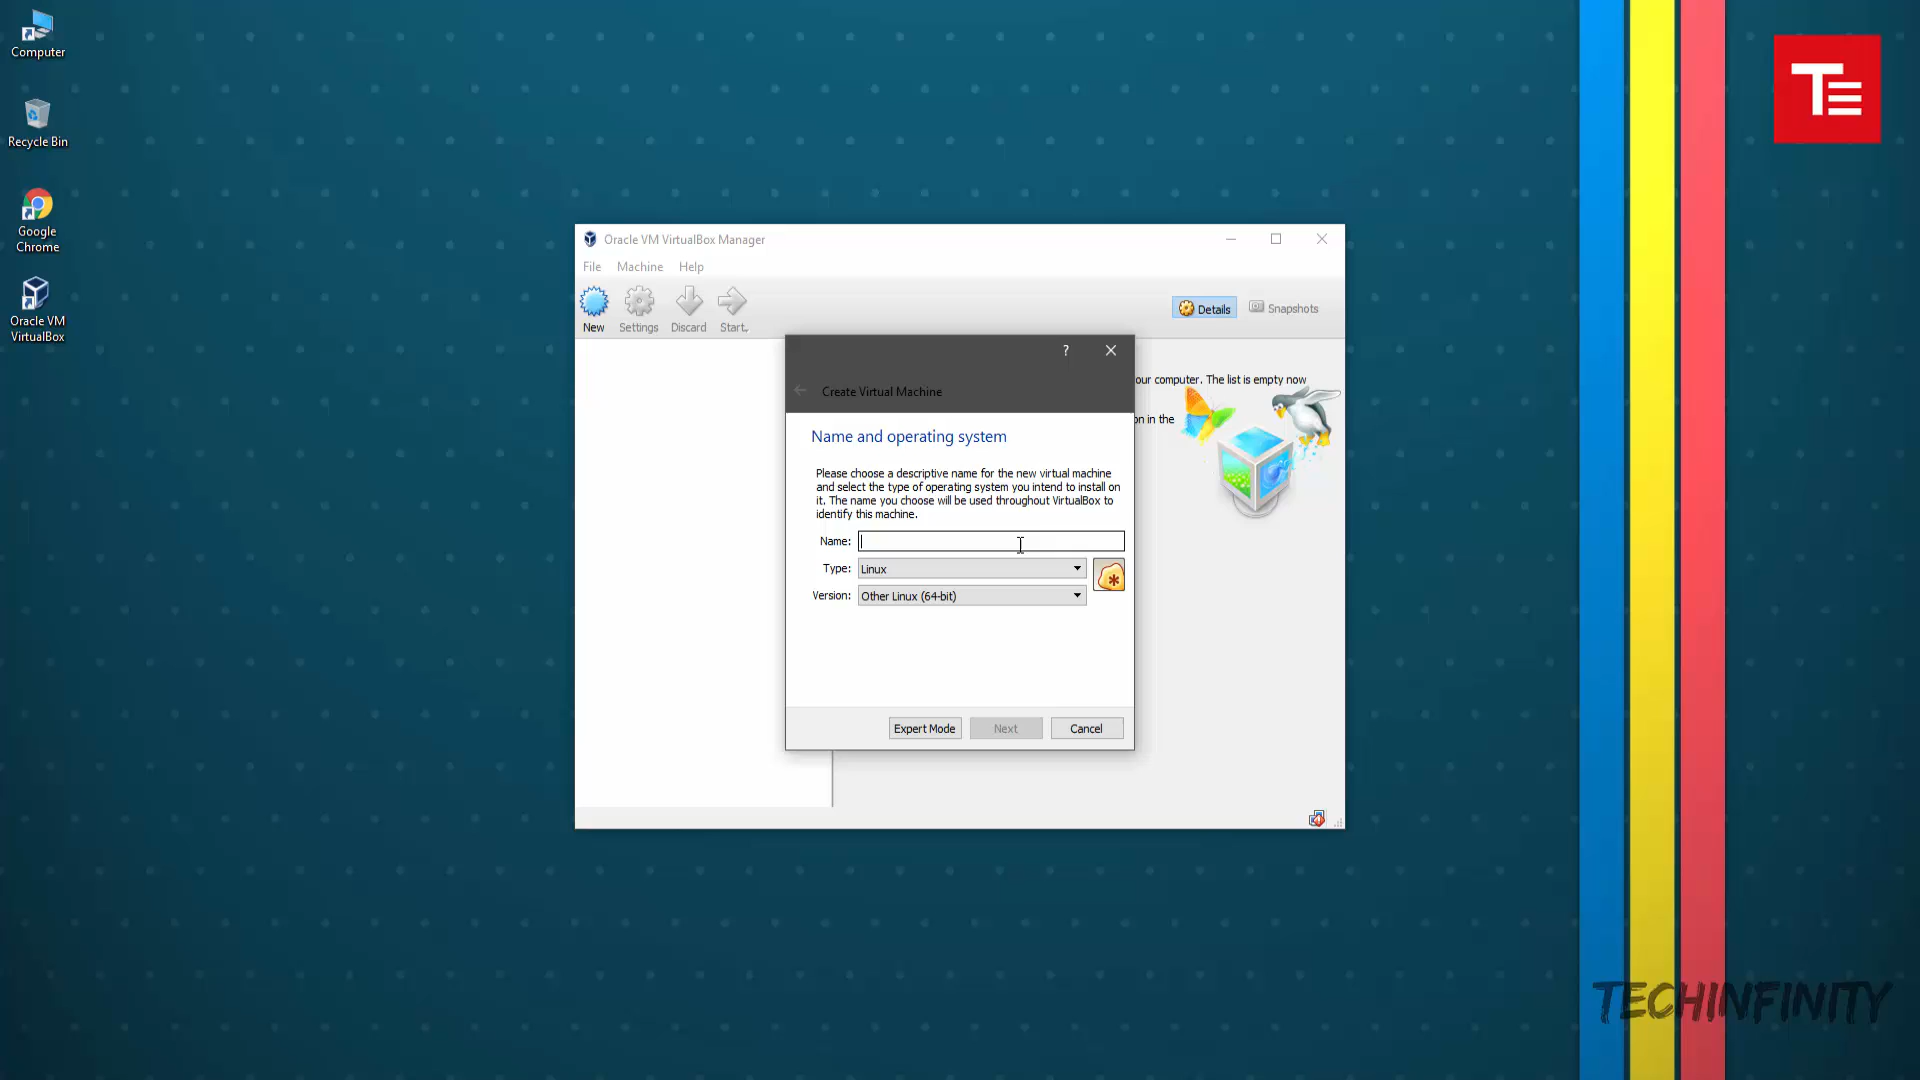 Computer
Recycle Bin
Google
Chrome
Oracle VM
VirtualBox
TE
Oracle VM VirtualBox Manager
File Machine Help
New Settings Discard Start
Details Snapshots
our computer. The list is empty now
on in the
Create Virtual Machine
Name and operating system
Please choose a descriptive name for the new virtual machine
and select the type of operating system you intend to install on
it. The name you choose will be used throughout VirtualBox to
identify this machine.
Name:
Type: Linux
Version: Other Linux (64-bit)
Expert Mode Next Cancel
TECHINFINITY